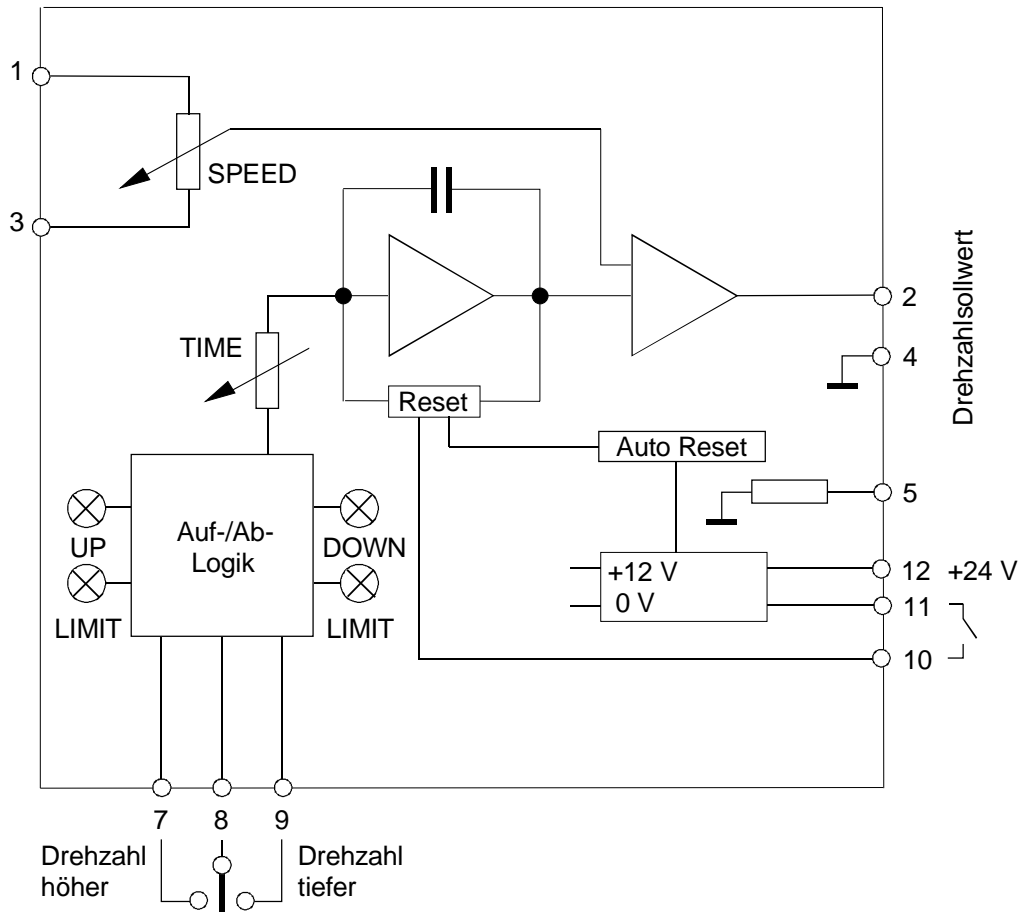 1
SPEED
3
Drehzahlsollwert
2
TIME
4
Reset
Auto Reset
5
UP
Auf-/Ab-
Logik
DOWN
+12 V
0 V
12 +24 V
11
LIMIT
LIMIT
10
7 8 9
Drehzahl
höher
Drehzahl
tiefer